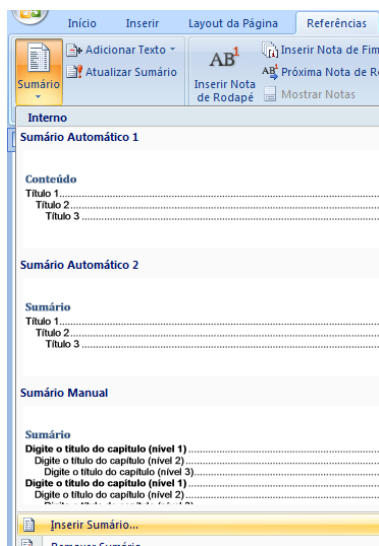 Início Inserir Layout da Página Referências
Adicionar Texto
Atualizar Sumário
Sumário
AB1
Inserir Nota
de Rodapé
Inserir Nota de Fim
Próxima Nota de
Mostrar Notas
Interno
Sumário Automático 1
Conteúdo
Título 1
Título 2
Título 3
Sumário Automático 2
Sumário
Título 1
Título 2
Título 3
Sumário Manual
Sumário
Digite o título do capítulo (nível 1)
Digite o título do capítulo (nível 2)
Digite o título do capítulo (nível 3)
Digite o título do capítulo (nível 1)
Digite o título do capítulo (nível 2)
Inserir Sumário...
Remover Sumário